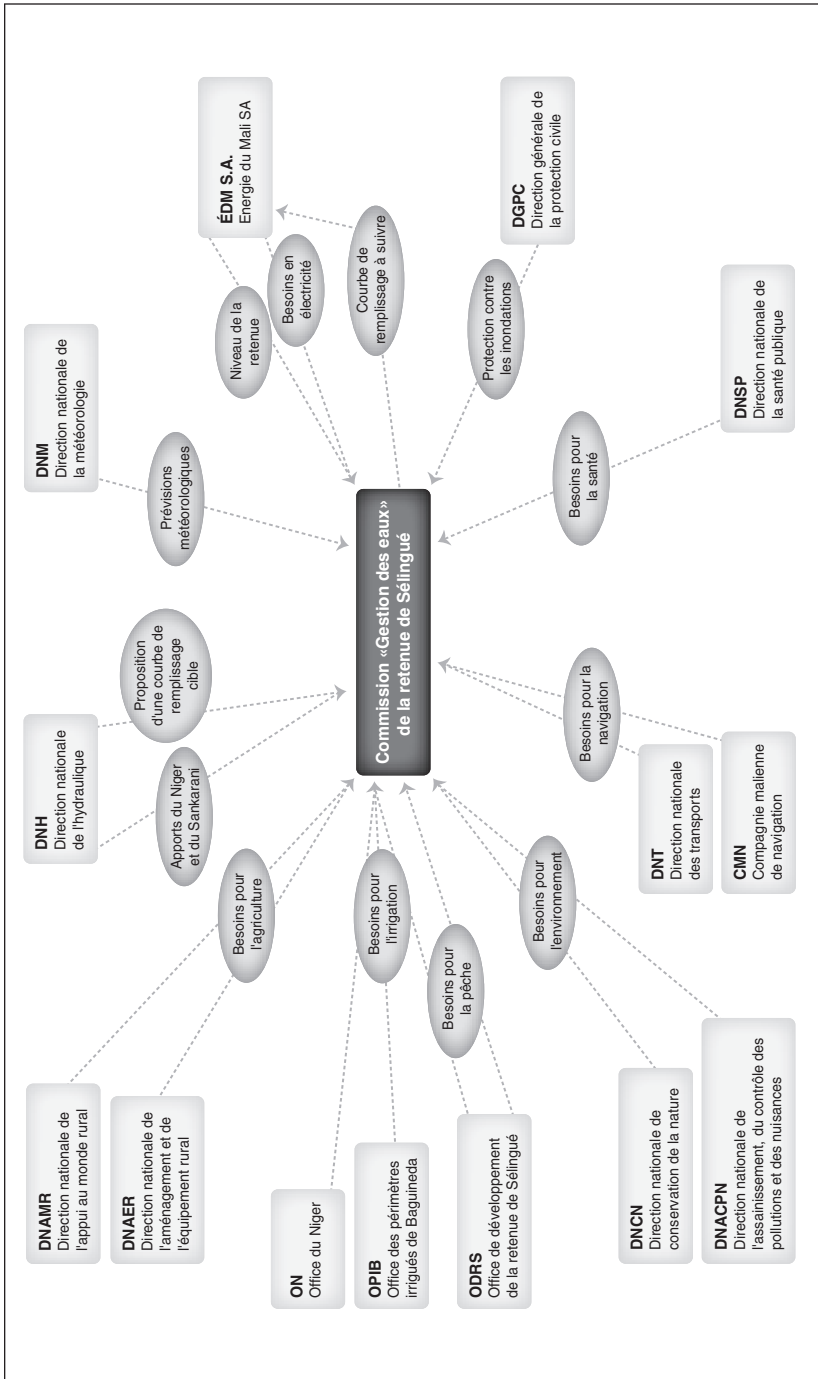 DNAMR
Direction nationale de
l'appui au monde rural
DNAER
Direction nationale de
l'aménagement et de
l'équipement rural
ON
Office du Niger
OPIB
Office des périmètres
irrigués de Baguineda
ODRS
Office de développement
de la retenue de Sélingué
DNCN
Direction nationale de
conservation de la nature
DNACPN
Direction nationale de
l'assainissement, du contrôle des
pollutions et des nuisances
DNH
Direction nationale
de l'hydraulique
Proposition
d'une courbe de
remplissage
cible
Apports du Niger
et du Sankarani
Besoins pour
l'agriculture
Besoins pour
l'irrigation
Besoins pour
la pêche
Besoins pour
l'environnement
Commission «Gestion des eaux»
de la retenue de Sélingué
Besoins pour la
navigation
DNT
Direction nationale
des transports
CMN
Compagnie malienne
de navigation
DNM
Direction nationale de
la météorologie
Prévisions
météorologiques
Niveau de la
retenue
Besoins en
électricité
Courbe de
remplissage à suivre
ÉDM S.A.
Energie du Mali SA
Protection contre
les inondations
DGPC
Direction générale de
la protection civile
Besoins pour
la santé
DNSP
Direction nationale de
la santé publique